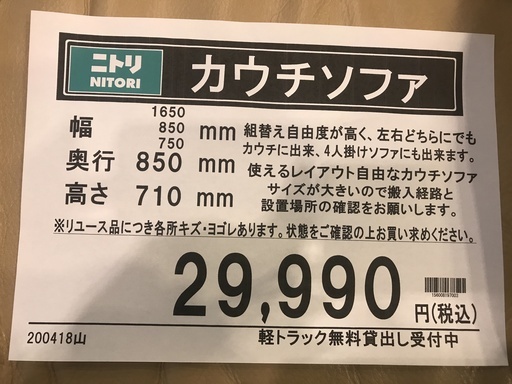 ニトリ
NITORI
カウチソファ
幅 1650 850 750 mm
奥行 850 mm
高さ 710 mm
組替え自由度が高く、左右どちらにでも
カウチに出来、4人掛けソファにも出来ます。
使えるレイアウト自由なカウチソファ
サイズが大きいので搬入経路と
設置場所の確認をお願いします。
※リユース品につき各所キズ・ヨゴレあります。状態をご確認の上お買い求めください。
29,990 円(税込)
200418山
軽トラック無料貸出し受付中